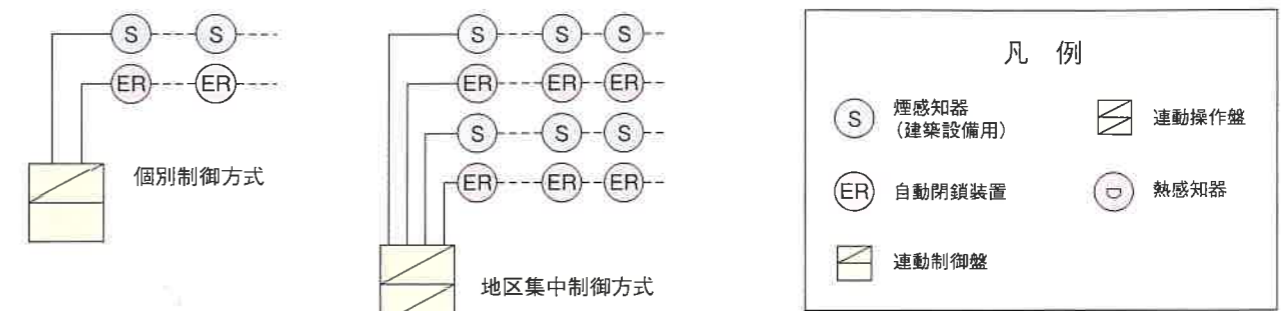 S S
ER ER
個別制御方式
S S S
ER ER ER
S S S
ER ER ER
地区集中制御方式
凡 例
S 煙感知器
(建築設備用)
連動操作盤
ER 自動閉鎖装置
D 熱感知器
連動制御盤